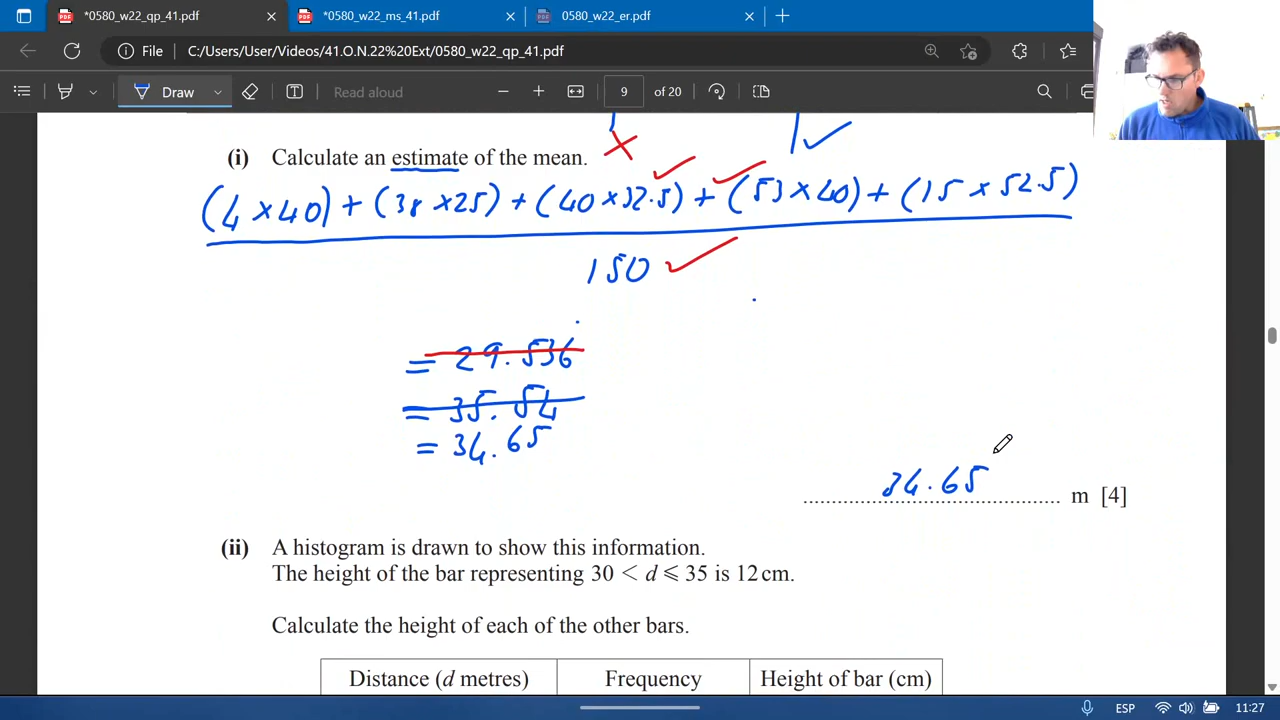 *0580_w22_qp_41.pdf
*0580_w22_ms_41.pdf
0580_w22_er.pdf
File
C:/Users/User/Videos/41.O.N.22%20Ext/0580_w22_qp_41.pdf
Draw
Read aloud
9 of 20
(i) Calculate an estimate of the mean.
(4 × 40) + (38 × 25) + (40 × 32.5) + (53 × 40) + (15 × 52.5)
150
= 29.536
= 35.54
= 34.65
34.65
m [4]
(ii) A histogram is drawn to show this information.
The height of the bar representing 30 < d ⩽ 35 is 12 cm.
Calculate the height of each of the other bars.
Distance (d metres) Frequency Height of bar (cm)
ESP 11:27